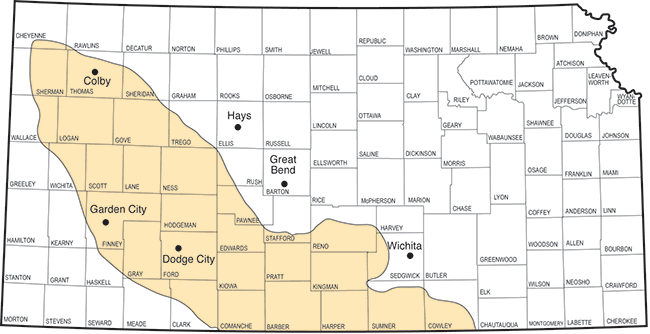 CHEYENNE RAWLINS DECATUR NORTON PHILLIPS SMITH JEWELL REPUBLIC WASHINGTON MARSHALL NEMAHA BROWN DONIPHAN
Colby
SHERMAN THOMAS SHERIDAN GRAHAM ROOKS OSBORNE MITCHELL CLOUD CLAY RILEY POTTAWATOMIE JACKSON ATCHISON
JEFFERSON
LEAVEN-
WORTH
WYAN-
DOTTE
Hays
WALLACE LOGAN GOVE TREGO ELLIS RUSSELL LINCOLN OTTAWA GEARY WABAUNSEE SHAWNEE DOUGLAS JOHNSON
ELLSWORTH SALINE DICKINSON MORRIS
Great
Bend
GREELEY WICHITA SCOTT LANE NESS RUSH BARTON RICE McPHERSON MARION CHASE LYON OSAGE FRANKLIN MIAMI
Garden City
HAMILTON KEARNY FINNEY HODGEMAN PAWNEE STAFFORD RENO HARVEY COFFEY ANDERSON LINN
Dodge City
Wichita
EDWARDS SEDGWICK BUTLER GREENWOOD WOODSON ALLEN BOURBON
STANTON GRANT HASKELL GRAY FORD KIOWA PRATT KINGMAN ELK WILSON NEOSHO CRAWFORD
MORTON STEVENS SEWARD MEADE CLARK COMANCHE BARBER HARPER SUMNER COWLEY CHAUTAUQUA MONTGOMERY LABETTE CHEROKEE